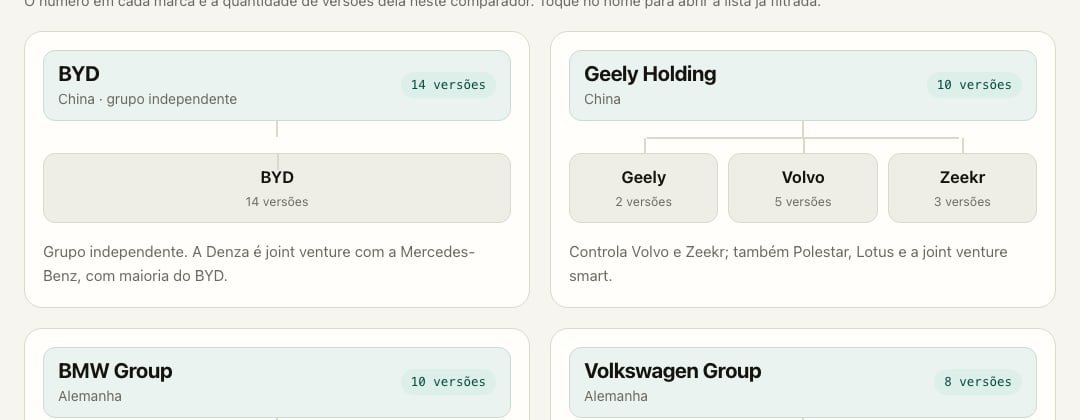 O número em cada marca é a quantidade de versões dela neste comparador. Toque no nome para abrir a lista já filtrada.
BYD
China · grupo independente
14 versões
BYD
14 versões
Grupo independente. A Denza é joint venture com a Mercedes-
Benz, com maioria do BYD.
Geely Holding
China
10 versões
Geely
2 versões
Volvo
5 versões
Zeekr
3 versões
Controla Volvo e Zeekr; também Polestar, Lotus e a joint venture
smart.
BMW Group
Alemanha
10 versões
Volkswagen Group
Alemanha
8 versões